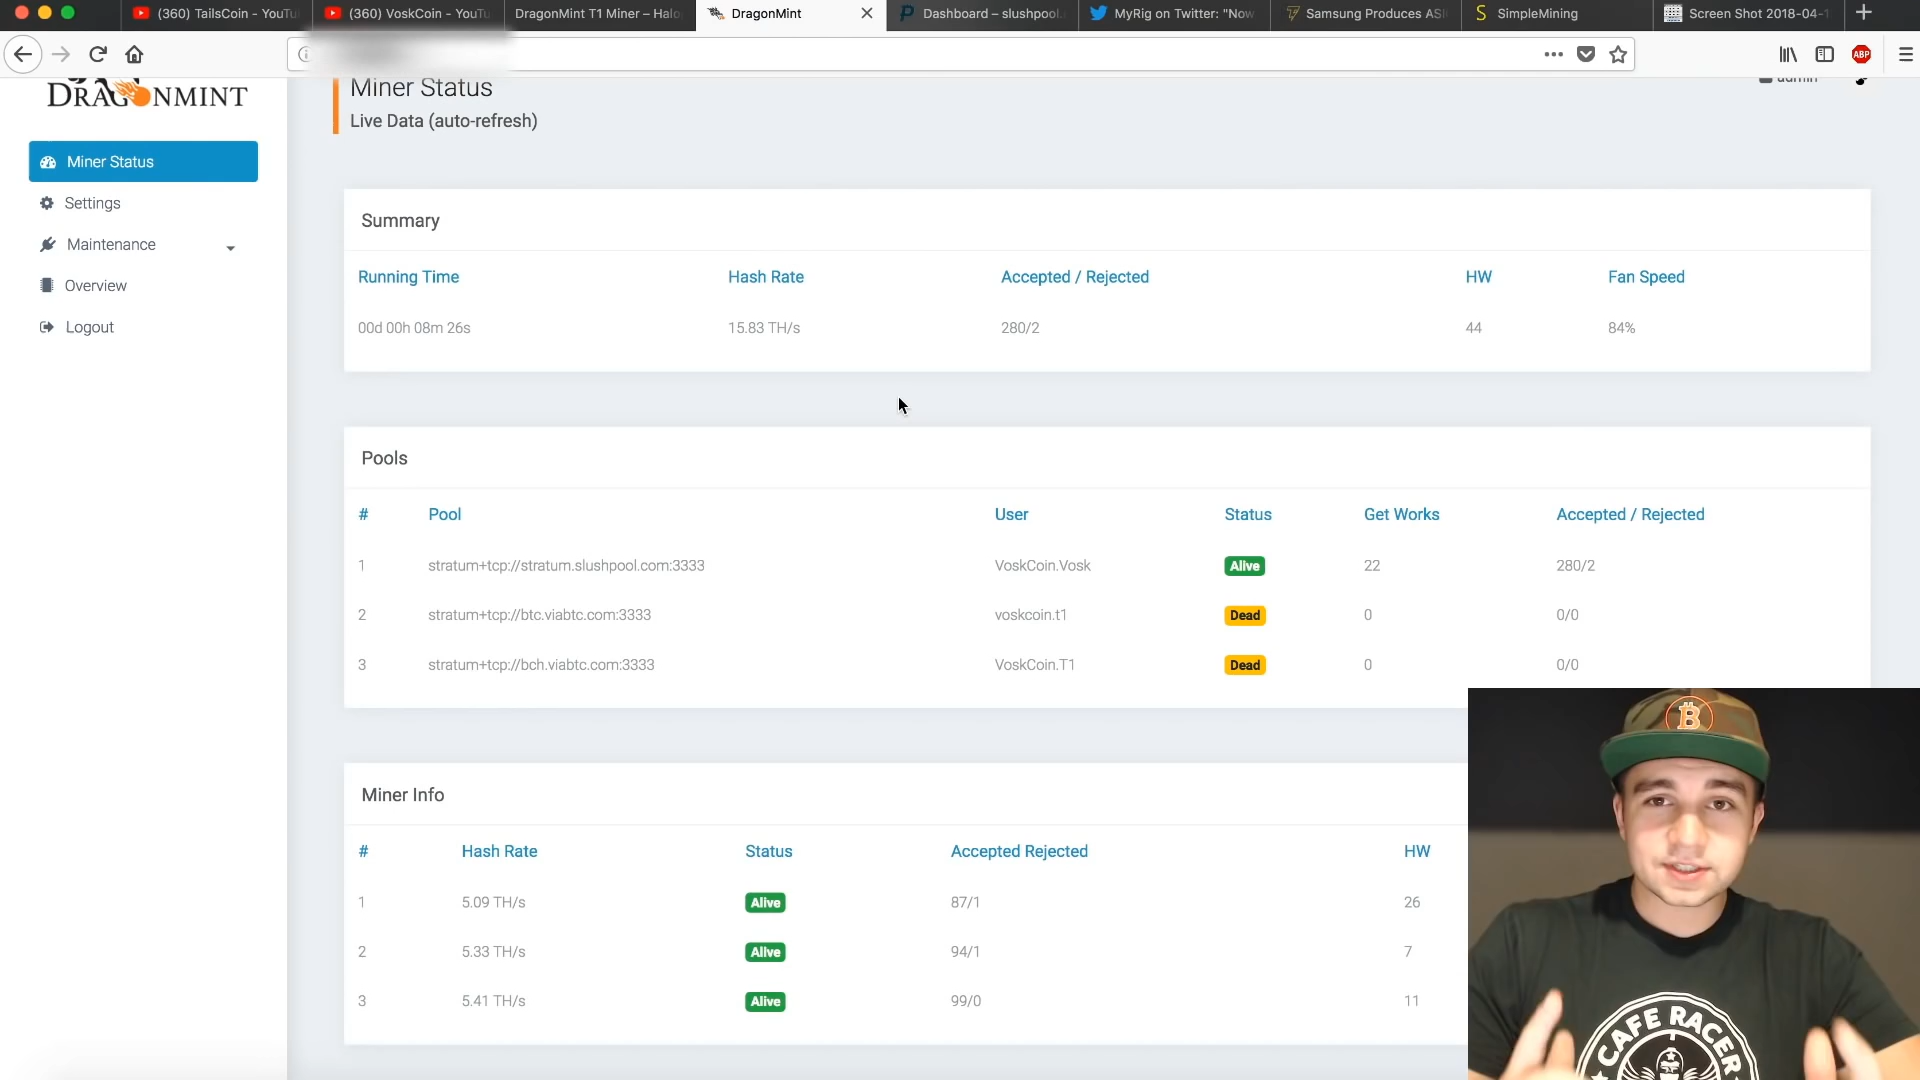 (360) TailsCoin - YouTu
(360) VoskCoin - YouTu
DragonMint T1 Miner – Halo
DragonMint
Dashboard – slushpool.
MyRig on Twitter: "Now
Samsung Produces ASI
SimpleMining
Screen Shot 2018-04-1
ABP
DRAGONMINT
Miner Status
Settings
Maintenance
Overview
Logout
admin
Miner Status
Live Data (auto-refresh)
Summary
Running Time Hash Rate Accepted / Rejected HW Fan Speed
00d 00h 08m 26s 15.83 TH/s 280/2 44 84%
Pools
# Pool User Status Get Works Accepted / Rejected
1 stratum+tcp://stratum.slushpool.com:3333 VoskCoin.Vosk Alive 22 280/2
2 stratum+tcp://btc.viabtc.com:3333 voskcoin.t1 Dead 0 0/0
3 stratum+tcp://bch.viabtc.com:3333 VoskCoin.T1 Dead 0 0/0
Miner Info
# Hash Rate Status Accepted Rejected HW
1 5.09 TH/s Alive 87/1 26
2 5.33 TH/s Alive 94/1 7
3 5.41 TH/s Alive 99/0 11
CAFE RACER